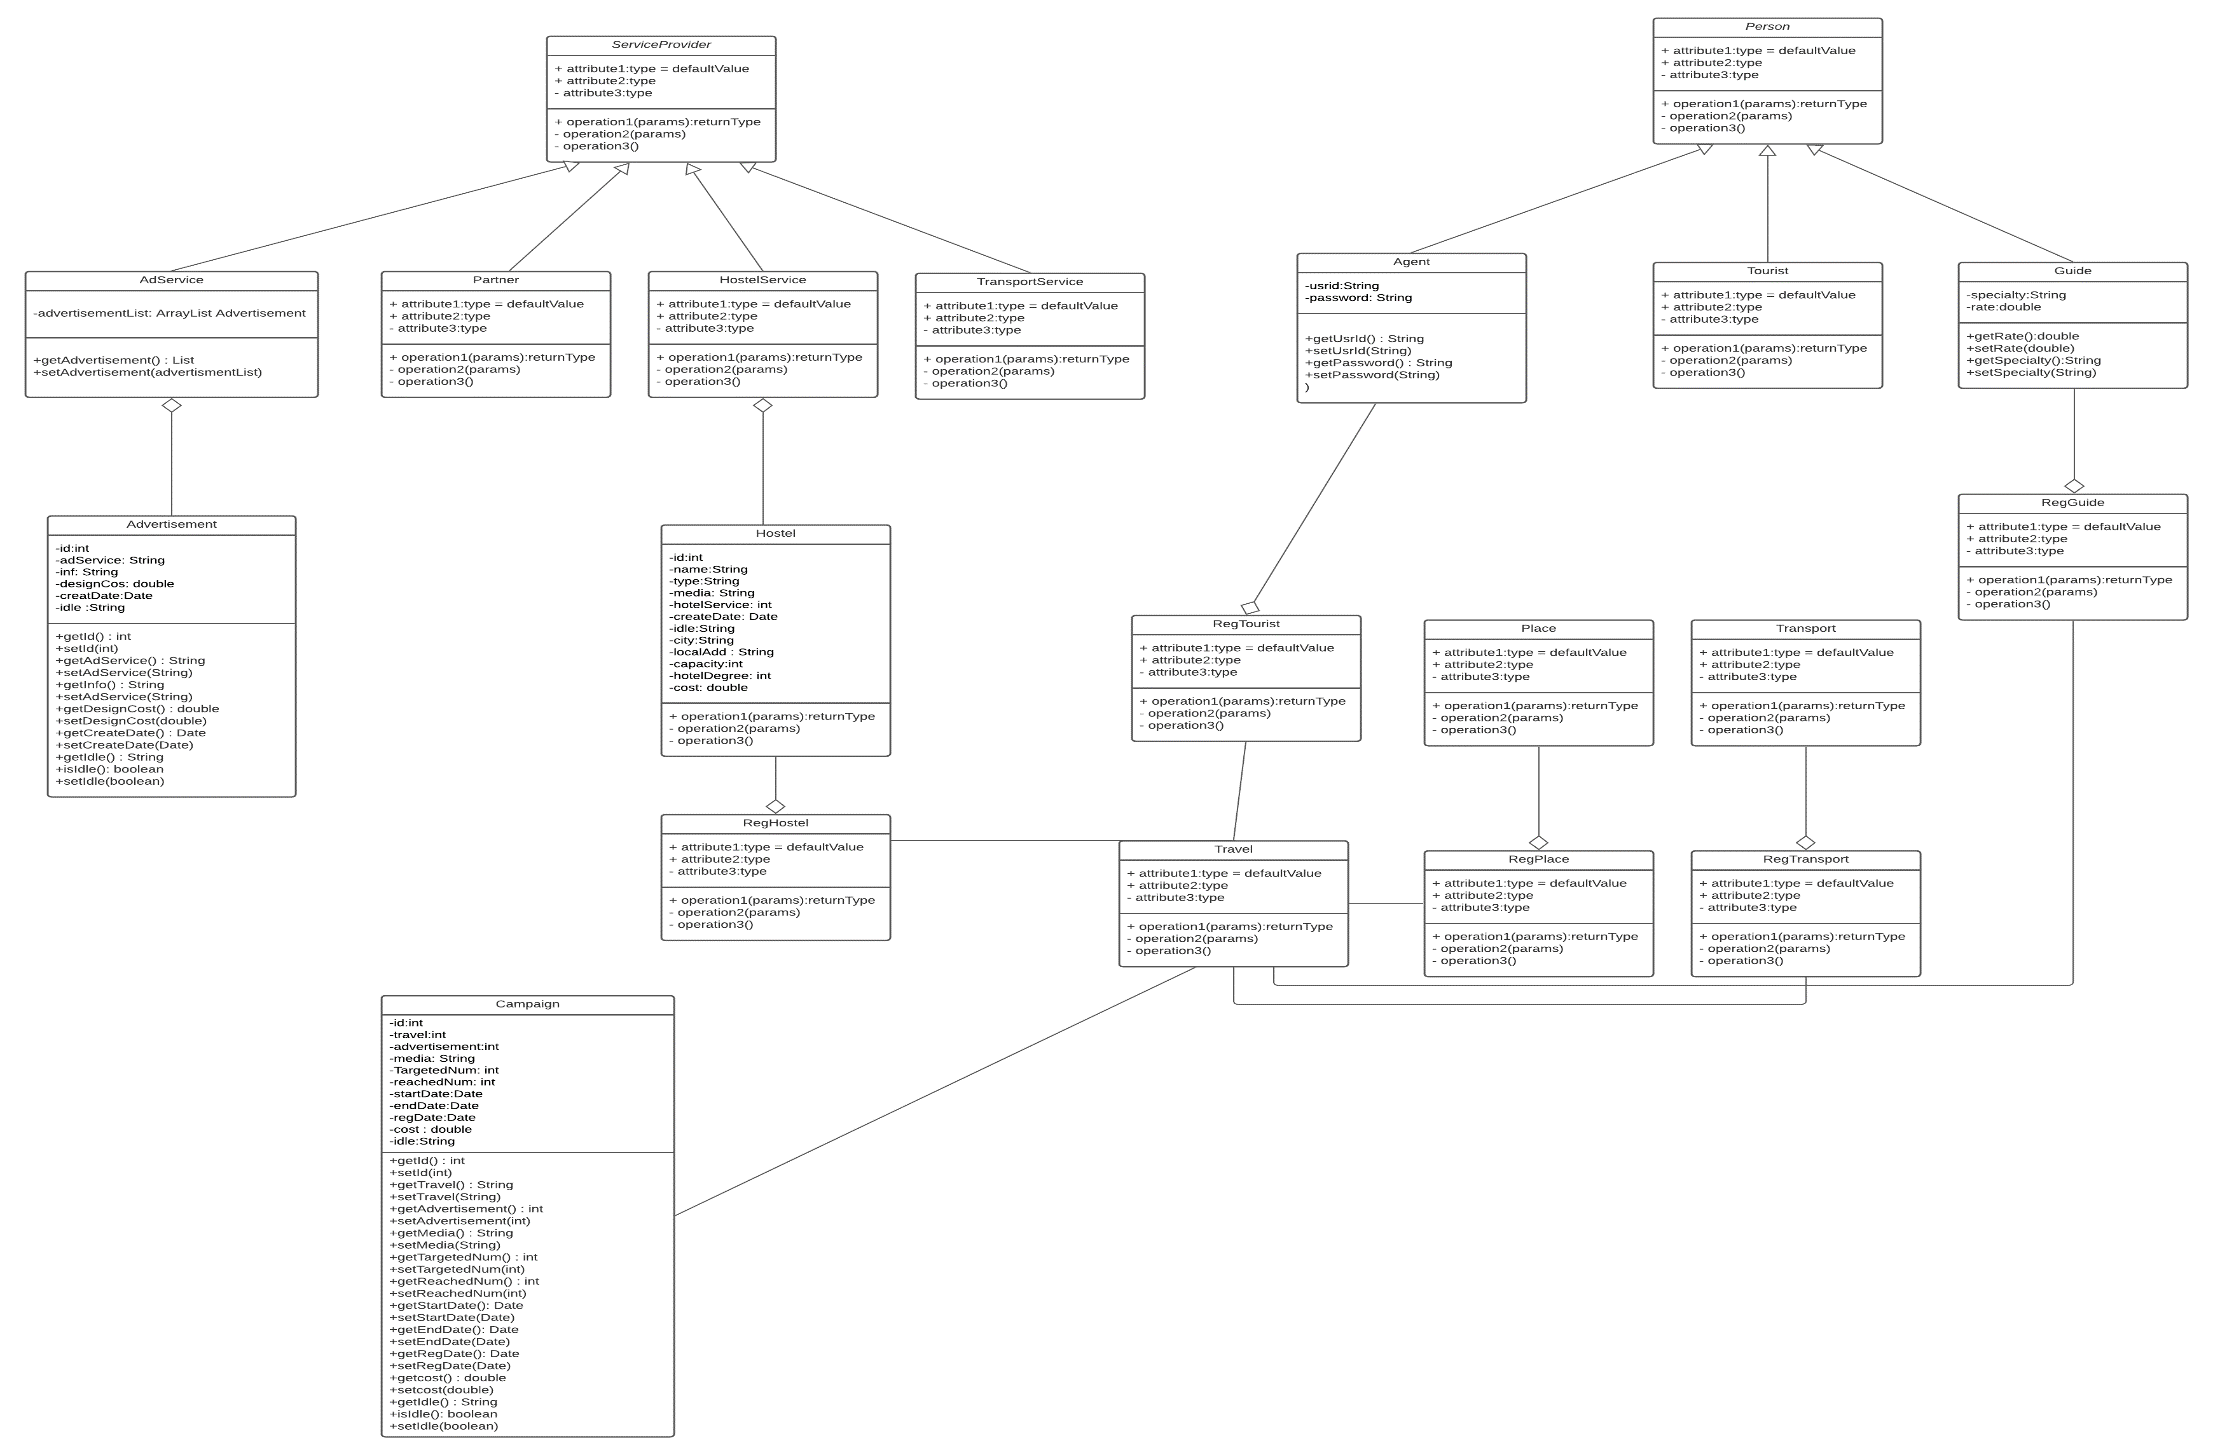 ServiceProvider
+ attribute1:type = defaultValue
+ attribute2:type
- attribute3:type
+ operation1(params):returnType
- operation2(params)
- operation3()
Person
+ attribute1:type = defaultValue
+ attribute2:type
- attribute3:type
+ operation1(params):returnType
- operation2(params)
- operation3()
AdService
-advertisementList: ArrayList Advertisement
+getAdvertisement() : List
+setAdvertisement(advertismentList)
Partner
+ attribute1:type = defaultValue
+ attribute2:type
- attribute3:type
+ operation1(params):returnType
- operation2(params)
- operation3()
HostelService
+ attribute1:type = defaultValue
+ attribute2:type
- attribute3:type
+ operation1(params):returnType
- operation2(params)
- operation3()
TransportService
+ attribute1:type = defaultValue
+ attribute2:type
- attribute3:type
+ operation1(params):returnType
- operation2(params)
- operation3()
Agent
-usrid:String
-password: String
+getUsrId() : String
+setUsrId(String)
+getPassword() : String
+setPassword(String)
)
Tourist
+ attribute1:type = defaultValue
+ attribute2:type
- attribute3:type
+ operation1(params):returnType
- operation2(params)
- operation3()
Guide
-specialty:String
-rate:double
+getRate():double
+setRate(double)
+getSpecialty():String
+setSpecialty(String)
Advertisement
-id:int
-adService: String
-inf: String
-designCos: double
-creatDate:Date
-idle :String
+getId() : int
+setId(int)
+getAdService() : String
+setAdService(String)
+getInfo() : String
+setAdService(String)
+getDesignCost() : double
+setDesignCost(double)
+getCreateDate() : Date
+setCreateDate(Date)
+getIdle() : String
+isIdle(): boolean
+setIdle(boolean)
Hostel
-id:int
-name:String
-type:String
-media: String
-hotelService: int
-createDate: Date
-idle:String
-city:String
-localAdd : String
-capacity:int
-hotelDegree: int
-cost: double
+ operation1(params):returnType
- operation2(params)
- operation3()
RegGuide
+ attribute1:type = defaultValue
+ attribute2:type
- attribute3:type
+ operation1(params):returnType
- operation2(params)
- operation3()
RegTourist
+ attribute1:type = defaultValue
+ attribute2:type
- attribute3:type
+ operation1(params):returnType
- operation2(params)
- operation3()
Place
+ attribute1:type = defaultValue
+ attribute2:type
- attribute3:type
+ operation1(params):returnType
- operation2(params)
- operation3()
Transport
+ attribute1:type = defaultValue
+ attribute2:type
- attribute3:type
+ operation1(params):returnType
- operation2(params)
- operation3()
RegHostel
+ attribute1:type = defaultValue
+ attribute2:type
- attribute3:type
+ operation1(params):returnType
- operation2(params)
- operation3()
Travel
+ attribute1:type = defaultValue
+ attribute2:type
- attribute3:type
+ operation1(params):returnType
- operation2(params)
- operation3()
RegPlace
+ attribute1:type = defaultValue
+ attribute2:type
- attribute3:type
+ operation1(params):returnType
- operation2(params)
- operation3()
RegTransport
+ attribute1:type = defaultValue
+ attribute2:type
- attribute3:type
+ operation1(params):returnType
- operation2(params)
- operation3()
Campaign
-id:int
-travel:int
-advertisement:int
-media: String
-TargetedNum: int
-reachedNum: int
-startDate:Date
-endDate:Date
-regDate:Date
-cost : double
-idle:String
+getId() : int
+setId(int)
+getTravel() : String
+setTravel(String)
+getAdvertisement() : int
+setAdvertisement(int)
+getMedia() : String
+setMedia(String)
+getTargetedNum() : int
+setTargetedNum(int)
+getReachedNum() : int
+setReachedNum(int)
+getStartDate(): Date
+setStartDate(Date)
+getEndDate(): Date
+setEndDate(Date)
+getRegDate(): Date
+setRegDate(Date)
+getcost() : double
+setcost(double)
+getIdle() : String
+isIdle(): boolean
+setIdle(boolean)